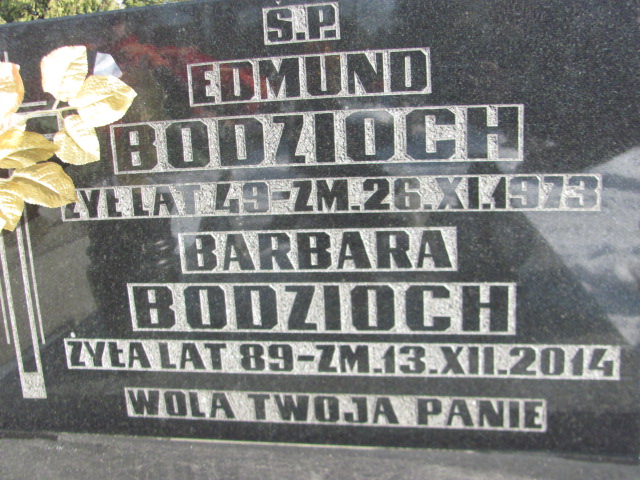 Ś.P.
EDMUND
BODZIOCH
ŻYŁ LAT 49-ZM.26.XI.1973
BARBARA
BODZIOCH
ŻYŁA LAT 89-ZM.13.XII.2014
WOLA TWOJA PANIE